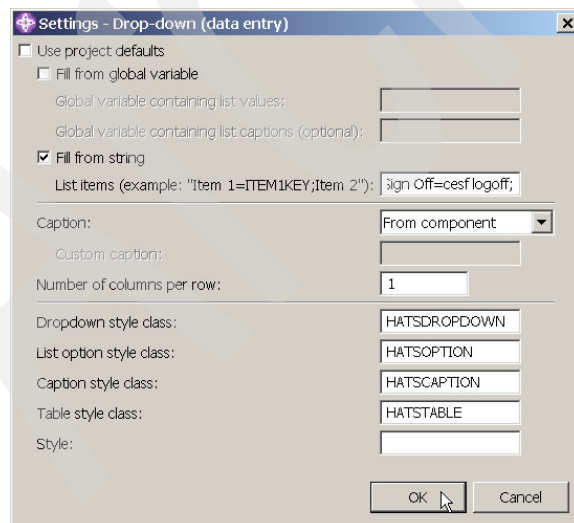 Settings - Drop-down (data entry)
Use project defaults
Fill from global variable
Global variable containing list values:
Global variable containing list captions (optional):
Fill from string
List items (example: "Item 1=ITEM1KEY;Item 2"): Sign Off=cesf logoff;
Caption: From component
Custom caption:
Number of columns per row: 1
Dropdown style class: HATSDROPDOWN
List option style class: HATSOPTION
Caption style class: HATSCAPTION
Table style class: HATSTABLE
Style:
OK Cancel